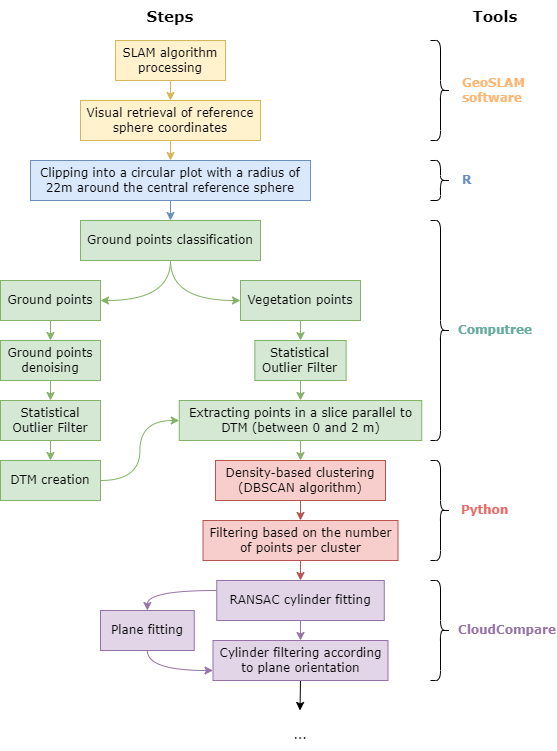 Steps
Tools
SLAM algorithm
processing
GeoSLAM
software
Visual retrieval of reference
sphere coordinates
Clipping into a circular plot with a radius of
22m around the central reference sphere
R
Ground points classification
Ground points
Vegetation points
Computree
Ground points
denoising
Statistical
Outlier Filter
Statistical
Outlier Filter
Extracting points in a slice parallel to
DTM (between 0 and 2 m)
DTM creation
Density-based clustering
(DBSCAN algorithm)
Python
Filtering based on the number
of points per cluster
RANSAC cylinder fitting
Plane fitting
CloudCompare
Cylinder filtering according
to plane orientation
...